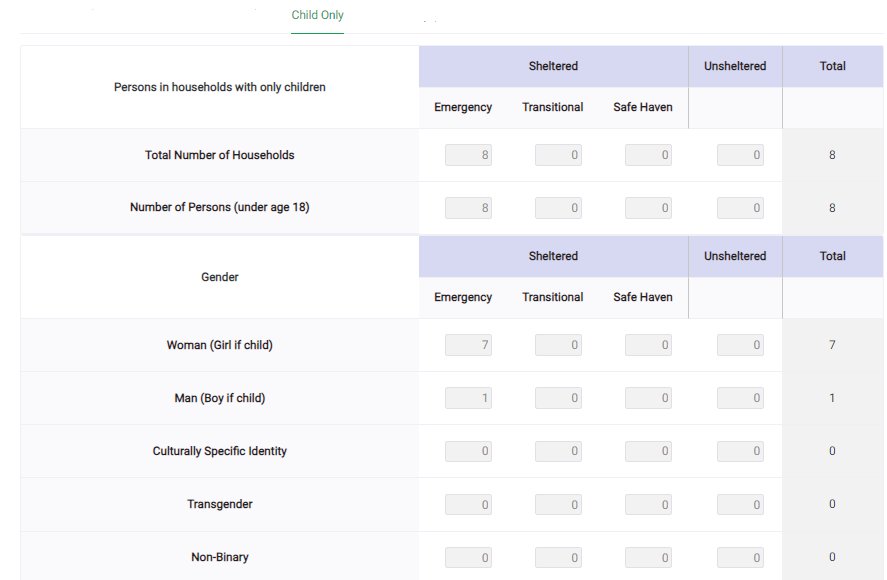 Child Only
Persons in households with only children
Sheltered Unsheltered Total
Emergency Transitional Safe Haven
Total Number of Households 8 0 0 0 8
Number of Persons (under age 18) 8 0 0 0 8
Gender
Sheltered Unsheltered Total
Emergency Transitional Safe Haven
Woman (Girl if child) 7 0 0 0 7
Man (Boy if child) 1 0 0 0 1
Culturally Specific Identity 0 0 0 0 0
Transgender 0 0 0 0 0
Non-Binary 0 0 0 0 0